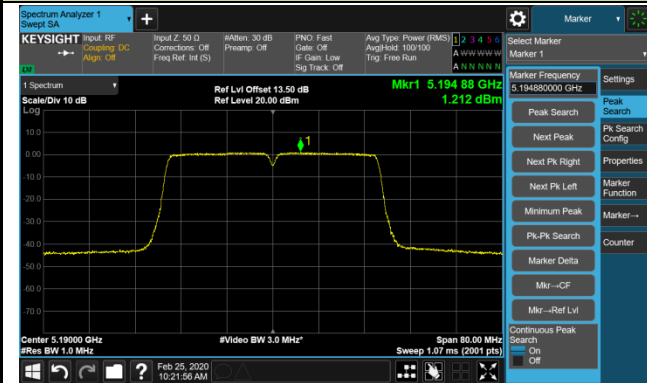 Spectrum Analyzer 1
Swept SA
Marker
KEYSIGHT
Input: RF
Coupling: DC
Align: Off
Input Z: 50 Ω
Corrections: Off
Freq Ref: Int (S)
#Atten: 30 dB
Preamp: Off
PNO: Fast
Gate: Off
IF Gain: Low
Sig Track: Off
Avg Type: Power (RMS)
Avg|Hold: 100/100
Trig: Free Run
1 2 3 4 5 6
A W W W W W
A N N N N N
Select Marker
Marker 1
1 Spectrum
Scale/Div 10 dB
Log
Ref Lvl Offset 13.50 dB
Ref Level 20.00 dBm
Mkr1 5.194 88 GHz
1.212 dBm
10.0
0.00
-10.0
-20.0
-30.0
-40.0
-50.0
-60.0
-70.0
1
Center 5.19000 GHz
#Res BW 1.0 MHz
#Video BW 3.0 MHz*
Span 80.00 MHz
Sweep 1.07 ms (2001 pts)
Marker Frequency
5.194880000 GHz
Peak Search
Next Peak
Next Pk Right
Next Pk Left
Minimum Peak
Pk-Pk Search
Marker Delta
Mkr→CF
Mkr→Ref Lvl
Continuous Peak
Search
On
Off
Settings
Peak
Search
Pk Search
Config
Properties
Marker
Function
Marker→
Counter
Feb 25, 2020
10:21:56 AM